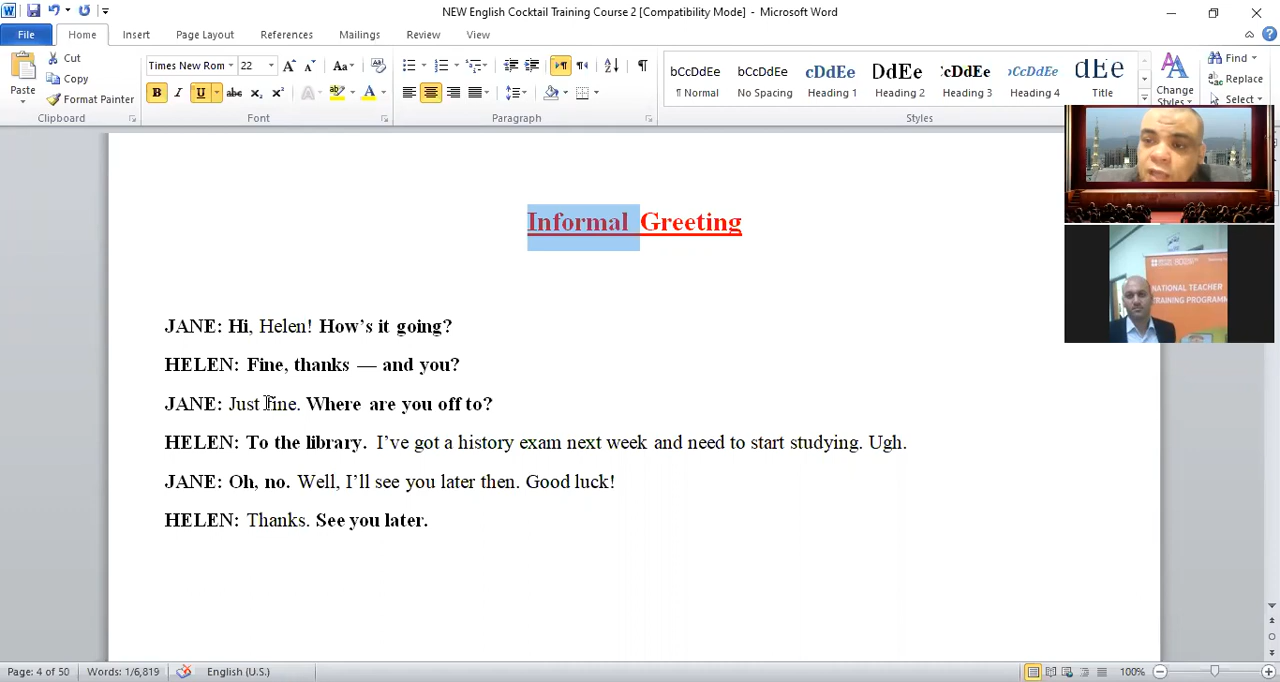 NEW English Cocktail Training Course 2 [Compatibility Mode] - Microsoft Word
File Home Insert Page Layout References Mailings Review View
Paste
Cut
Copy
Format Painter
Clipboard
Times New Rom 22
Font
Paragraph
AaBbCcDdEe
¶ Normal No Spacing Heading 1 Heading 2 Heading 3 Heading 4 Title
Change
Styles
Styles
Find
Replace
Select
NATIONAL TEACHER
TRAINING PROGRAMM
Informal Greeting
JANE: Hi, Helen! How's it going?
HELEN: Fine, thanks — and you?
JANE: Just fine. Where are you off to?
HELEN: To the library. I've got a history exam next week and need to start studying. Ugh.
JANE: Oh, no. Well, I'll see you later then. Good luck!
HELEN: Thanks. See you later.
Page: 4 of 50 Words: 1/6,819 English (U.S.) 100%